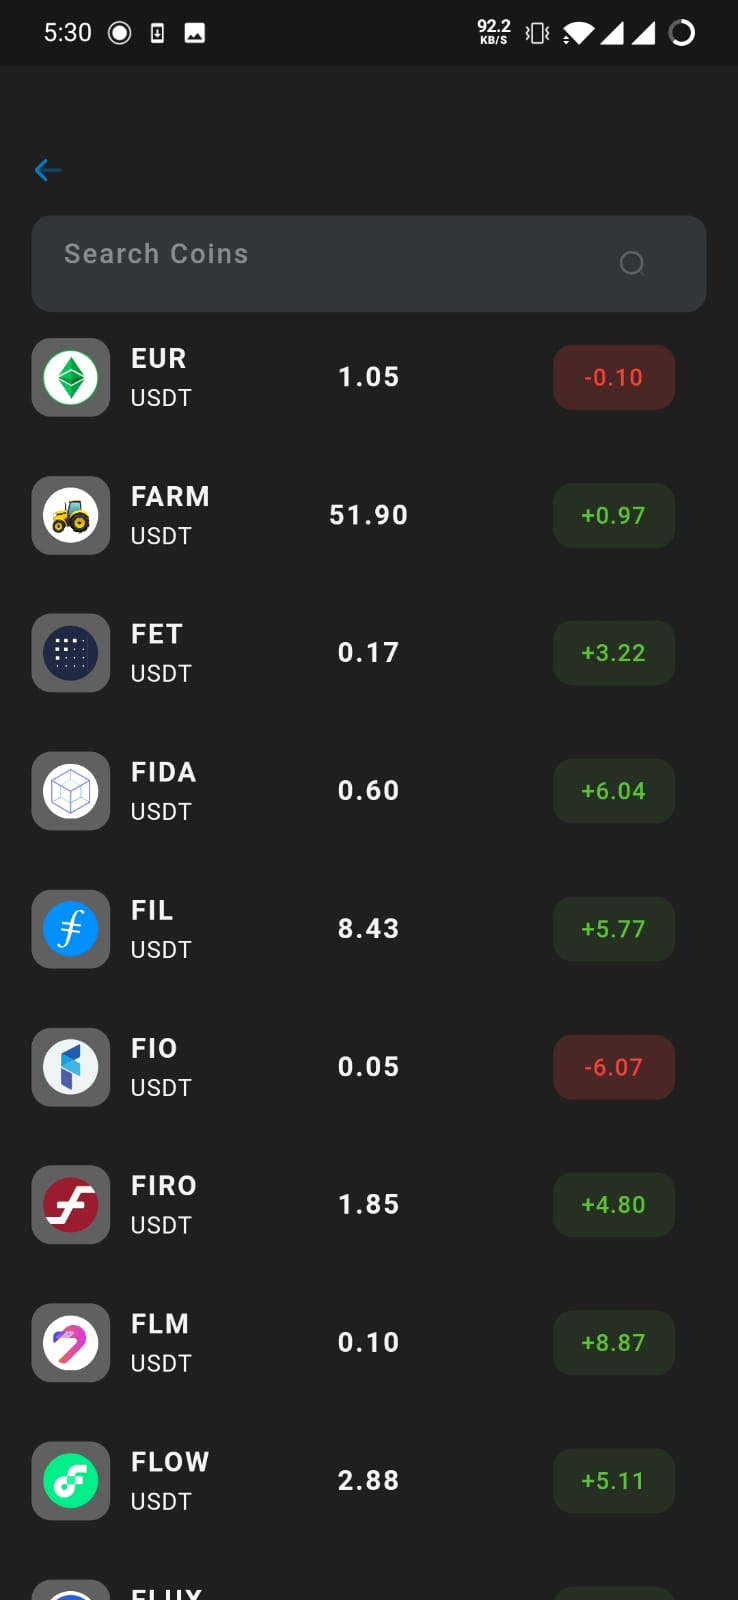 5:30
92.2
KB/S
Search Coins
EUR
USDT
1.05
-0.10
FARM
USDT
51.90
+0.97
FET
USDT
0.17
+3.22
FIDA
USDT
0.60
+6.04
FIL
USDT
8.43
+5.77
FIO
USDT
0.05
-6.07
FIRO
USDT
1.85
+4.80
FLM
USDT
0.10
+8.87
FLOW
USDT
2.88
+5.11
FLUX